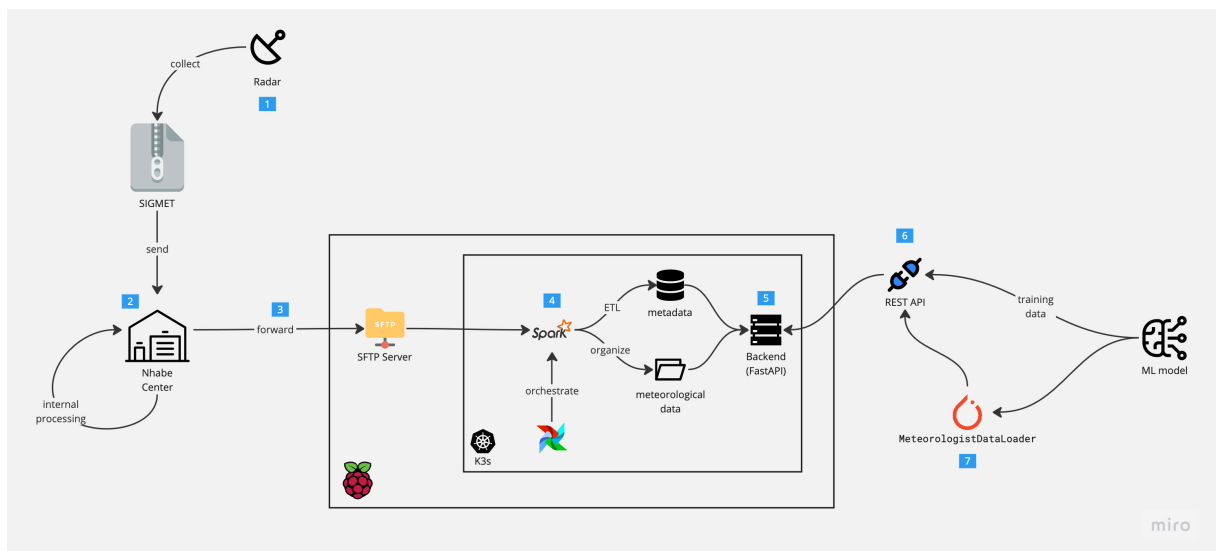 collect
Radar
1
SIGMET
send
2
3
forward
Nhabe
Center
internal
processing
SFTP
SFTP Server
4
Spark
ETL
organize
orchestrate
metadata
meteorological
data
5
Backend
(FastAPI)
K3s
6
REST API
training
data
ML model
MeteorologistDataLoader
7
miro